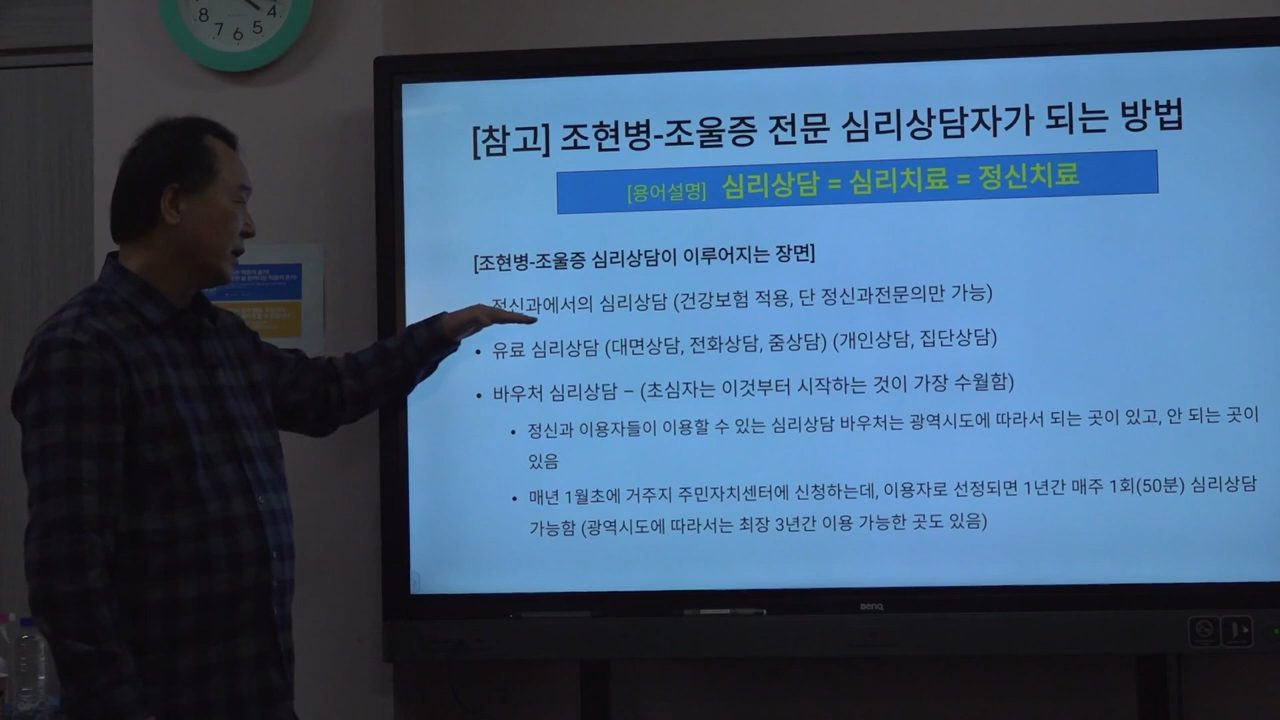 8
7
6
5
4
[참고] 조현병-조울증 전문 심리상담자가 되는 방법
[용어설명] 심리상담 = 심리치료 = 정신치료
[조현병-조울증 심리상담이 이루어지는 장면]
정신과에서의 심리상담 (건강보험 적용, 단 정신과전문의만 가능)
• 유료 심리상담 (대면상담, 전화상담, 줌상담) (개인상담, 집단상담)
• 바우처 심리상담 – (초심자는 이것부터 시작하는 것이 가장 수월함)
• 정신과 이용자들이 이용할 수 있는 심리상담 바우처는 광역시도에 따라서 되는 곳이 있고, 안 되는 곳이
있음
• 매년 1월초에 거주지 주민자치센터에 신청하는데, 이용자로 선정되면 1년간 매주 1회(50분) 심리상담
가능함 (광역시도에 따라서는 최장 3년간 이용 가능한 곳도 있음)
BenQ